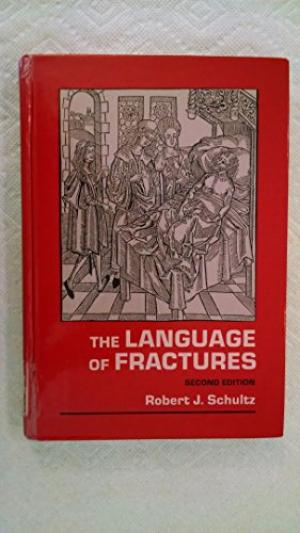 THE LANGUAGE
OF FRACTURES
SECOND EDITION
Robert J. Schultz